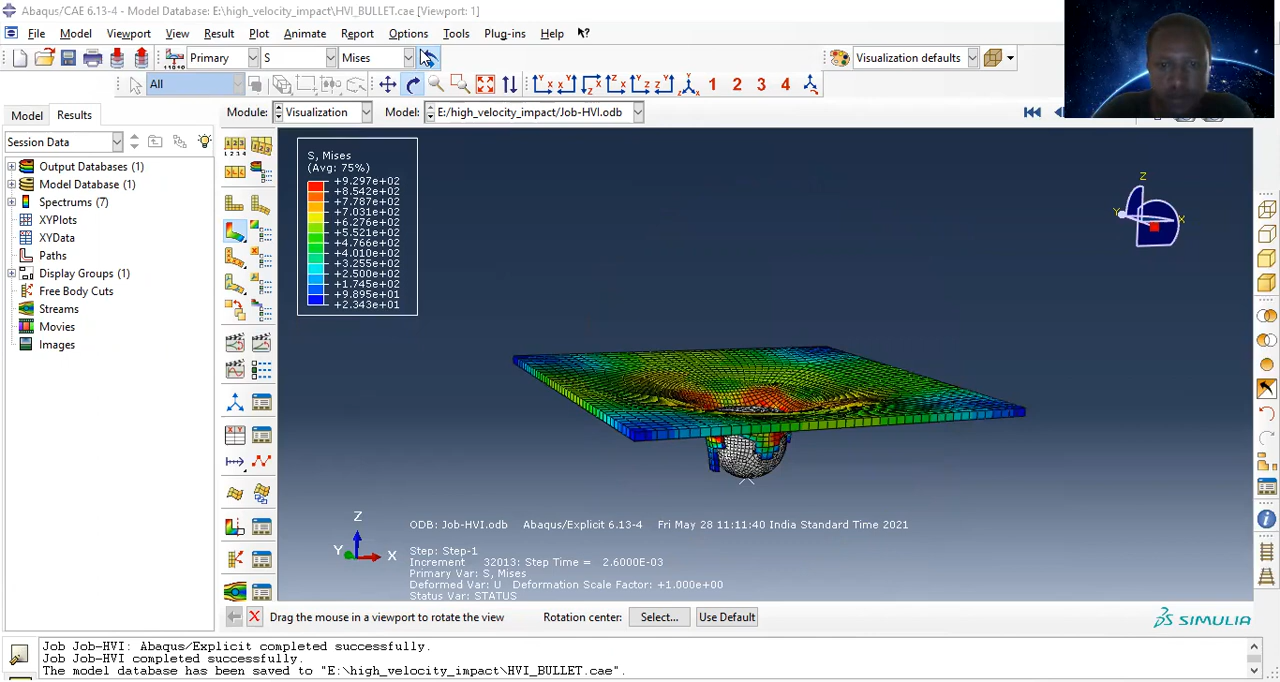 Abaqus/CAE 6.13-4 - Model Database: E:\high_velocity_impact\HVI_BULLET.cae [Viewport: 1]
File Model Viewport View Result Plot Animate Report Options Tools Plug-ins Help
Primary S Mises Visualization defaults
All 1 2 3 4
Model Results Module: Visualization Model: E:/high_velocity_impact/Job-HVI.odb
Session Data
Output Databases (1)
Model Database (1)
Spectrums (7)
XYPlots
XYData
Paths
Display Groups (1)
Free Body Cuts
Streams
Movies
Images
S, Mises
(Avg: 75%)
+9.297e+02
+8.542e+02
+7.787e+02
+7.031e+02
+6.276e+02
+5.521e+02
+4.766e+02
+4.010e+02
+3.255e+02
+2.500e+02
+1.745e+02
+9.895e+01
+2.343e+01
Z
Y X
Z
Y X
ODB: Job-HVI.odb Abaqus/Explicit 6.13-4 Fri May 28 11:11:40 India Standard Time 2021
Step: Step-1
Increment 32013: Step Time = 2.6000E-03
Primary Var: S, Mises
Deformed Var: U Deformation Scale Factor: +1.000e+00
Status Var: STATUS
Drag the mouse in a viewport to rotate the view Rotation center: Select... Use Default
SIMULIA
Job Job-HVI: Abaqus/Explicit completed successfully.
Job Job-HVI completed successfully.
The model database has been saved to "E:\high_velocity_impact\HVI_BULLET.cae".